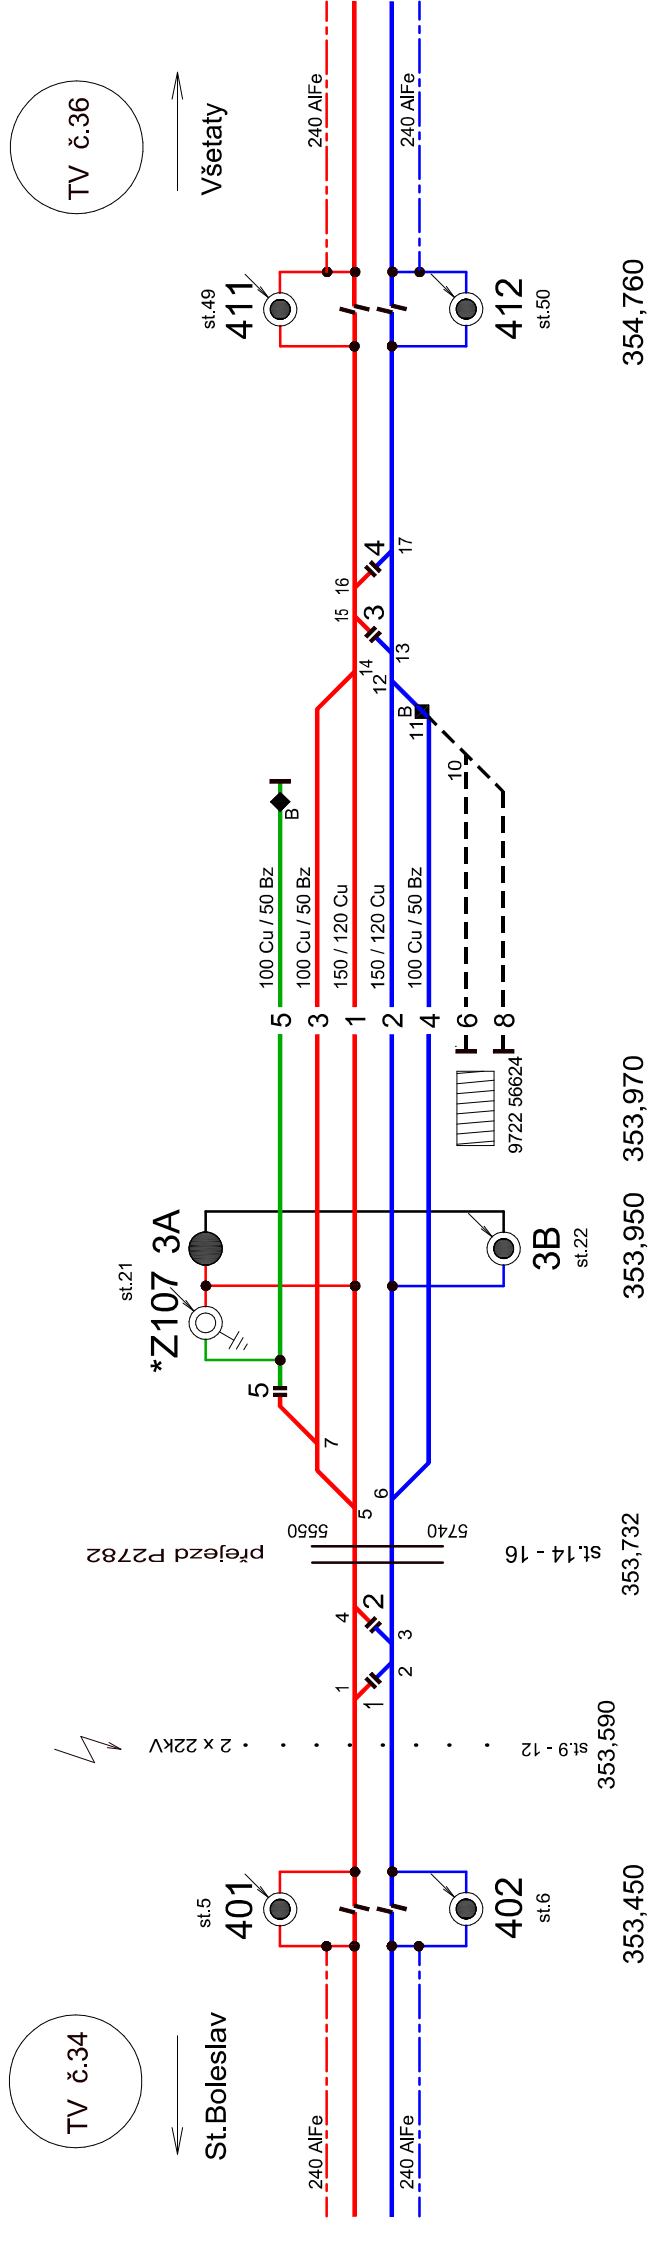 TV č.36
Všetaty
240 AlFe
240 AlFe
st.49
411
412
st.50
354,760
4
17
16
15
3
13
14
12
B
11
10
B
100 Cu / 50 Bz
100 Cu / 50 Bz
150 / 120 Cu
150 / 120 Cu
100 Cu / 50 Bz
5
3
1
2
4
6
8
9722 56624
353,970
*Z107 3A
st.21
3B
st.22
353,950
5
7
5
6
přejezd P2782
5550
5740
st.14 - 16
353,732
4
2
3
1
1
2
2 x 22kV
st.9 - 12
353,590
st.5
401
402
st.6
353,450
TV č.34
St.Boleslav
240 AlFe
240 AlFe